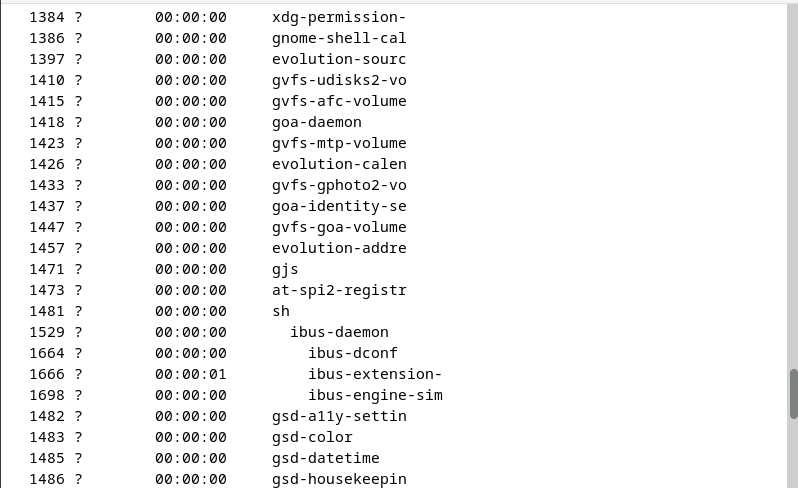 1384 ?        00:00:00     xdg-permission-
1386 ?        00:00:00     gnome-shell-cal
1397 ?        00:00:00     evolution-sourc
1410 ?        00:00:00     gvfs-udisks2-vo
1415 ?        00:00:00     gvfs-afc-volume
1418 ?        00:00:00     goa-daemon
1423 ?        00:00:00     gvfs-mtp-volume
1426 ?        00:00:00     evolution-calen
1433 ?        00:00:00     gvfs-gphoto2-vo
1437 ?        00:00:00     goa-identity-se
1447 ?        00:00:00     gvfs-goa-volume
1457 ?        00:00:00     evolution-addre
1471 ?        00:00:00     gjs
1473 ?        00:00:00     at-spi2-registr
1481 ?        00:00:00     sh
1529 ?        00:00:00       ibus-daemon
1664 ?        00:00:00         ibus-dconf
1666 ?        00:00:01         ibus-extension-
1698 ?        00:00:00         ibus-engine-sim
1482 ?        00:00:00     gsd-a11y-settin
1483 ?        00:00:00     gsd-color
1485 ?        00:00:00     gsd-datetime
1486 ?        00:00:00     gsd-housekeepin